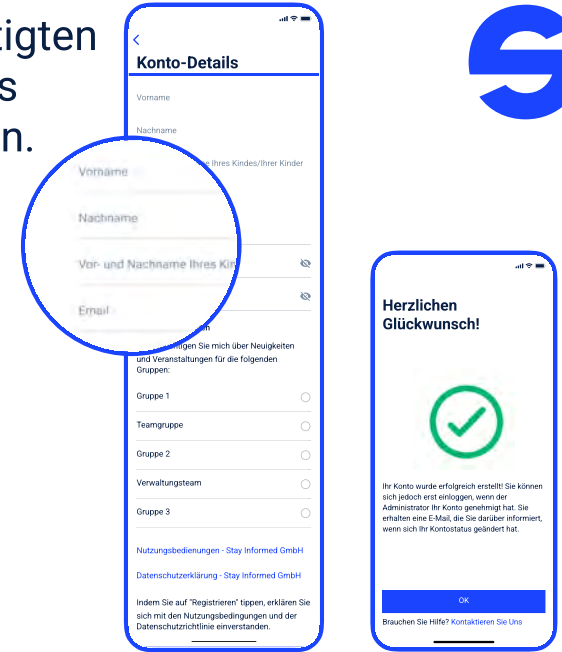 tigten
s
n.
Konto-Details
Vorname
Nachname
e Ihres Kindes/Ihrer Kinder
Vorname
Nachname
Vor- und Nachname Ihres Kin
Email
n
igen Sie mich über Neuigkeiten
und Veranstaltungen für die folgenden
Gruppen:
Gruppe 1
Teamgruppe
Gruppe 2
Verwaltungsteam
Gruppe 3
Nutzungsbedienungen - Stay Informed GmbH
Datenschutzerklärung - Stay Informed GmbH
Indem Sie auf "Registrieren" tippen, erklären Sie
sich mit den Nutzungsbedingungen und der
Datenschutzrichtlinie einverstanden.
Herzlichen
Glückwunsch!
Ihr Konto wurde erfolgreich erstellt! Sie können
sich jedoch erst einloggen, wenn der
Administrator Ihr Konto genehmigt hat. Sie
erhalten eine E-Mail, die Sie darüber informiert,
wenn sich Ihr Kontostatus geändert hat.
OK
Brauchen Sie Hilfe? Kontaktieren Sie Uns